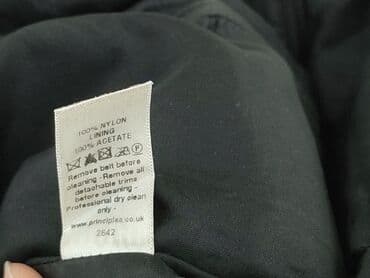 100% NYLON
LINING
100% ACETATE
P
Remove belt before
cleaning - Remove all
detachable trims
before cleaning -
Professional dry clean
only -
www.principles.co.uk
2642